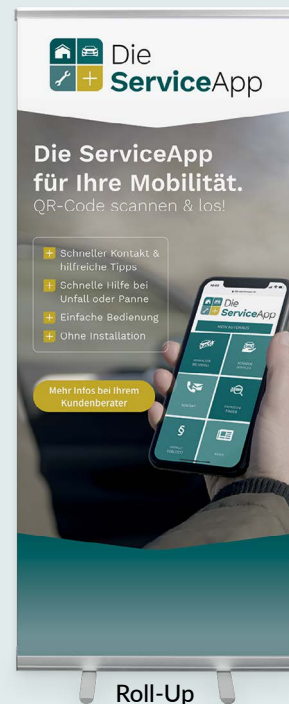 Die
ServiceApp
Die ServiceApp
für Ihre Mobilität.
QR-Code scannen & los!
Schneller Kontakt &
hilfreiche Tipps
Schnelle Hilfe bei
Unfall oder Panne
Einfache Bedienung
Ohne Installation
Mehr Infos bei Ihrem
Kundenberater
Die
ServiceApp
Roll-Up